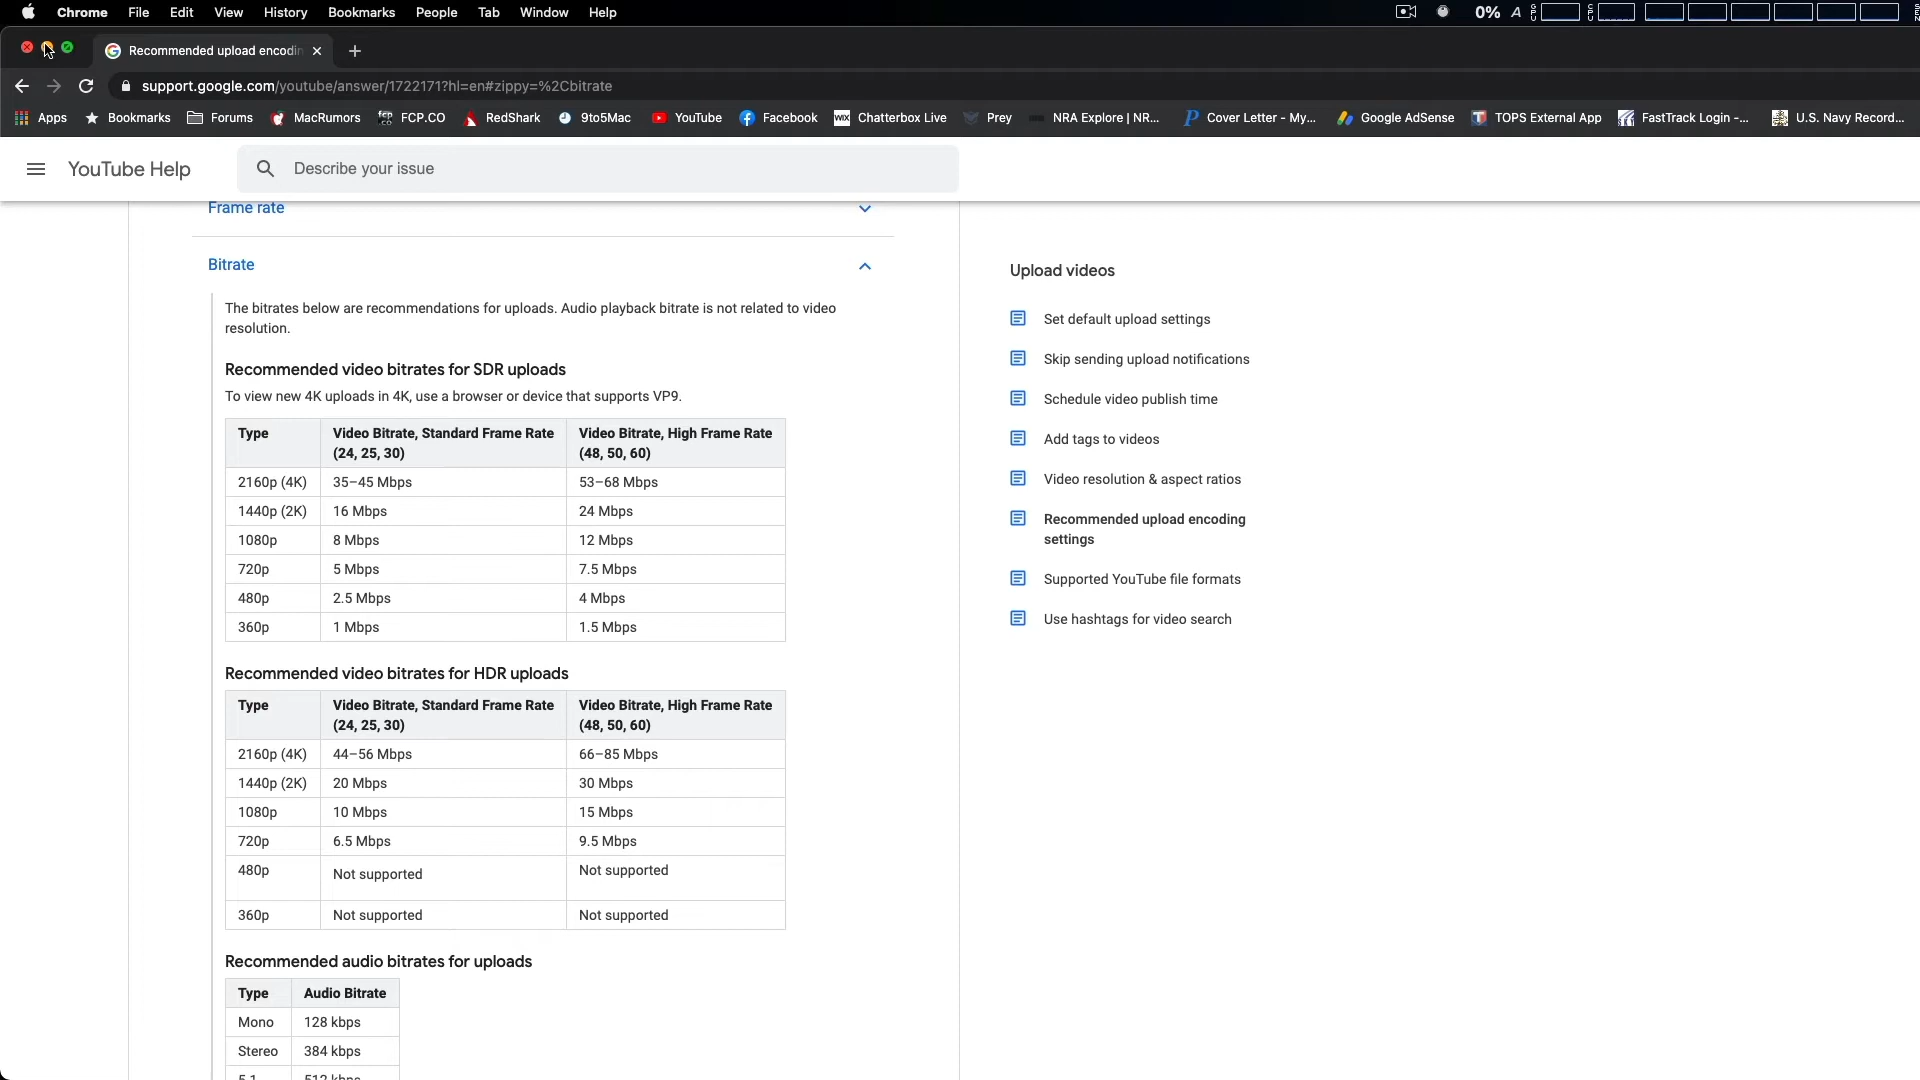 Chrome File Edit View History Bookmarks People Tab Window Help 0%
Recommended upload encodin
support.google.com/youtube/answer/1722171?hl=en#zippy=%2Cbitrate
Apps Bookmarks Forums MacRumors FCP.CO RedShark 9to5Mac YouTube Facebook WIX Chatterbox Live Prey NRA Explore | NR... Cover Letter - My... Google AdSense TOPS External App FastTrack Login -... U.S. Navy Record...
YouTube Help Describe your issue
Frame rate
Bitrate
The bitrates below are recommendations for uploads. Audio playback bitrate is not related to video
resolution.
Recommended video bitrates for SDR uploads
To view new 4K uploads in 4K, use a browser or device that supports VP9.
Type Video Bitrate, Standard Frame Rate (24, 25, 30) Video Bitrate, High Frame Rate (48, 50, 60)
2160p (4K) 35–45 Mbps 53–68 Mbps
1440p (2K) 16 Mbps 24 Mbps
1080p 8 Mbps 12 Mbps
720p 5 Mbps 7.5 Mbps
480p 2.5 Mbps 4 Mbps
360p 1 Mbps 1.5 Mbps
Recommended video bitrates for HDR uploads
Type Video Bitrate, Standard Frame Rate (24, 25, 30) Video Bitrate, High Frame Rate (48, 50, 60)
2160p (4K) 44–56 Mbps 66–85 Mbps
1440p (2K) 20 Mbps 30 Mbps
1080p 10 Mbps 15 Mbps
720p 6.5 Mbps 9.5 Mbps
480p Not supported Not supported
360p Not supported Not supported
Recommended audio bitrates for uploads
Type Audio Bitrate
Mono 128 kbps
Stereo 384 kbps
5.1 512 kbps
Upload videos
Set default upload settings
Skip sending upload notifications
Schedule video publish time
Add tags to videos
Video resolution & aspect ratios
Recommended upload encoding
settings
Supported YouTube file formats
Use hashtags for video search